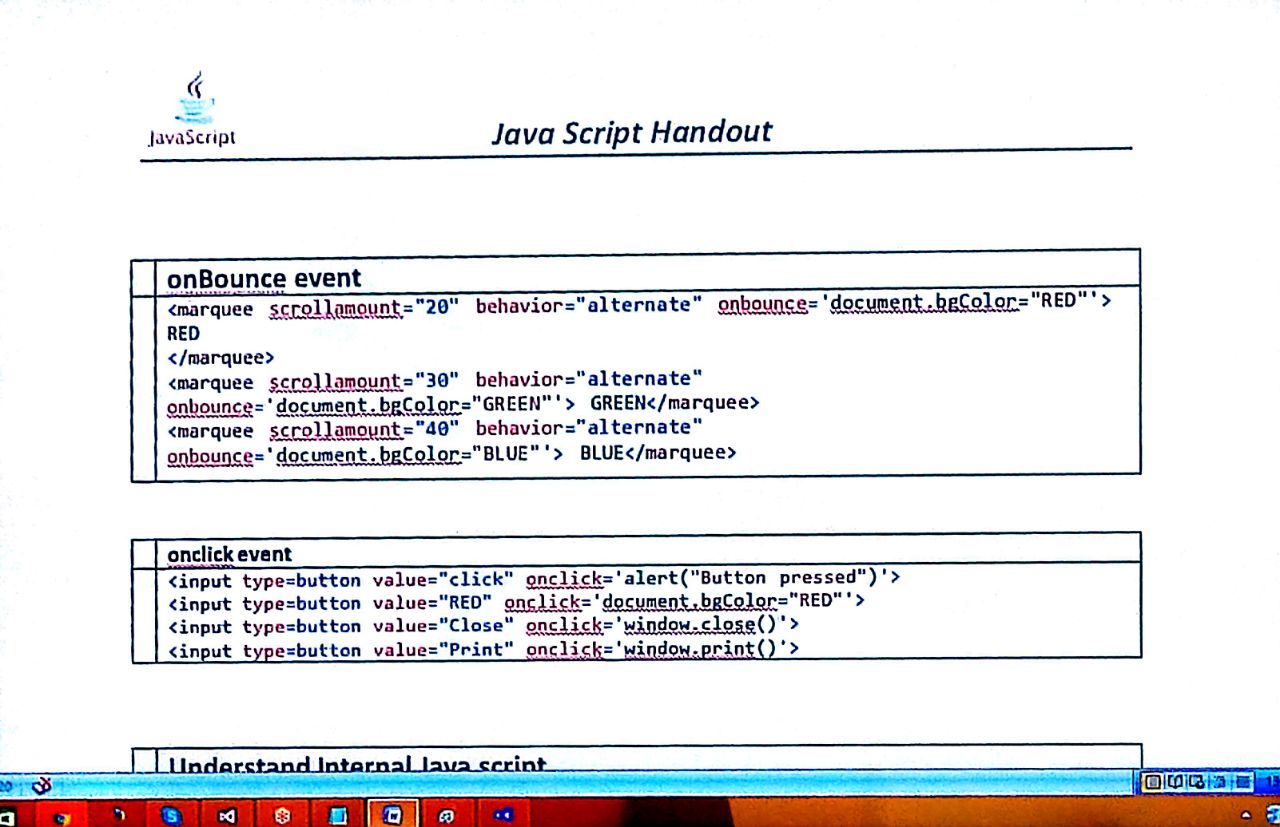 JavaScript
Java Script Handout
onBounce event
<marquee scrollamount="20" behavior="alternate" onbounce='document.bgColor="RED"'>
RED
</marquee>
<marquee scrollamount="30" behavior="alternate"
onbounce='document.bgColor="GREEN"'> GREEN</marquee>
<marquee scrollamount="40" behavior="alternate"
onbounce='document.bgColor="BLUE"'> BLUE</marquee>
onclick event
<input type=button value="click" onclick='alert("Button pressed")'>
<input type=button value="RED" onclick='document.bgColor="RED"'>
<input type=button value="Close" onclick='window.close()'>
<input type=button value="Print" onclick='window.print()'>
Understand Internal Java script